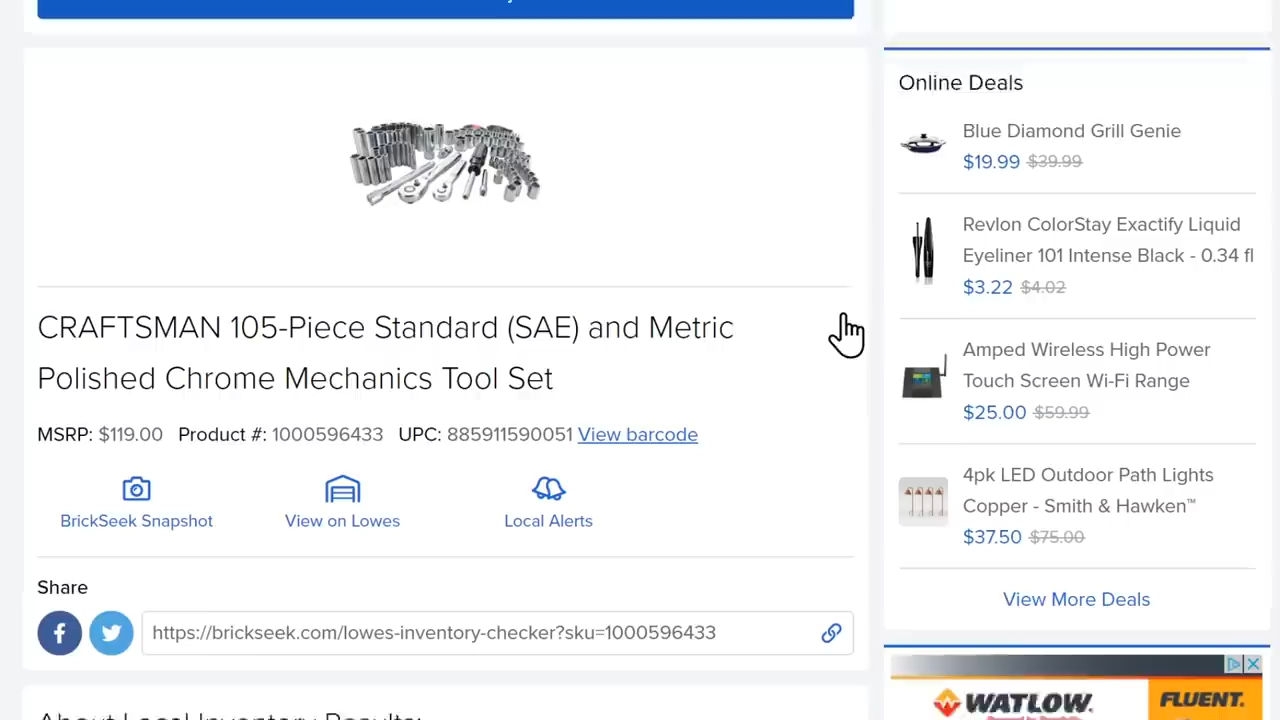 CRAFTSMAN 105-Piece Standard (SAE) and Metric
Polished Chrome Mechanics Tool Set
MSRP: $119.00 Product #: 1000596433 UPC: 885911590051 View barcode
BrickSeek Snapshot
View on Lowes
Local Alerts
Share
https://brickseek.com/lowes-inventory-checker?sku=1000596433
About Local Inventory Results:
Online Deals
Blue Diamond Grill Genie
$19.99 $39.99
Revlon ColorStay Exactify Liquid
Eyeliner 101 Intense Black - 0.34 fl
$3.22 $4.02
Amped Wireless High Power
Touch Screen Wi-Fi Range
$25.00 $59.99
4pk LED Outdoor Path Lights
Copper - Smith & Hawken™
$37.50 $75.00
View More Deals
WATLOW.
FLUENT.